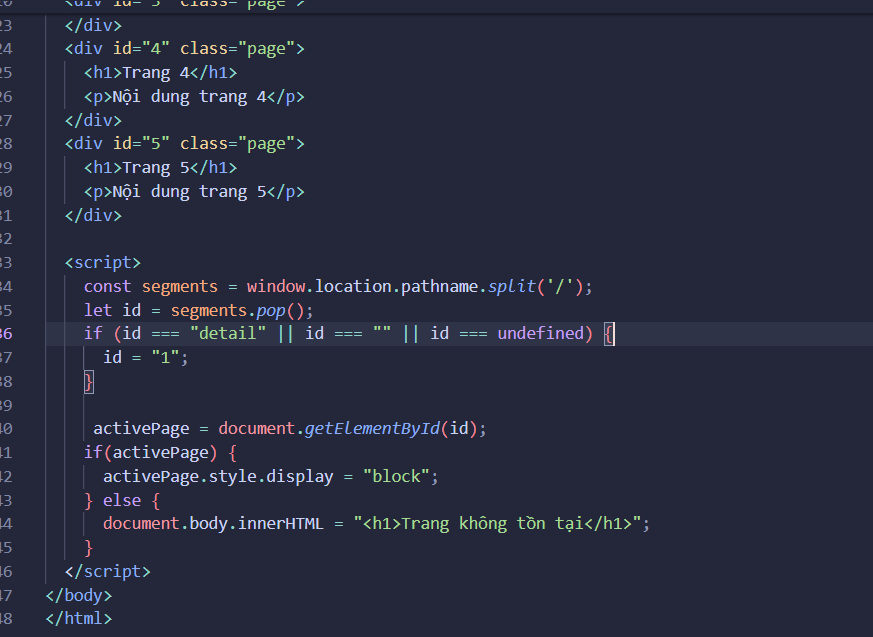 <div id="3" class="page">
23 </div>
24 <div id="4" class="page">
25 <h1>Trang 4</h1>
26 <p>Nội dung trang 4</p>
27 </div>
28 <div id="5" class="page">
29 <h1>Trang 5</h1>
30 <p>Nội dung trang 5</p>
31 </div>
32
33 <script>
34 const segments = window.location.pathname.split('/');
35 let id = segments.pop();
36 if (id === "detail" || id === "" || id === undefined) {
37 id = "1";
38 }
39
40 activePage = document.getElementById(id);
41 if(activePage) {
42 activePage.style.display = "block";
43 } else {
44 document.body.innerHTML = "<h1>Trang không tồn tại</h1>";
45 }
46 </script>
47 </body>
48 </html>